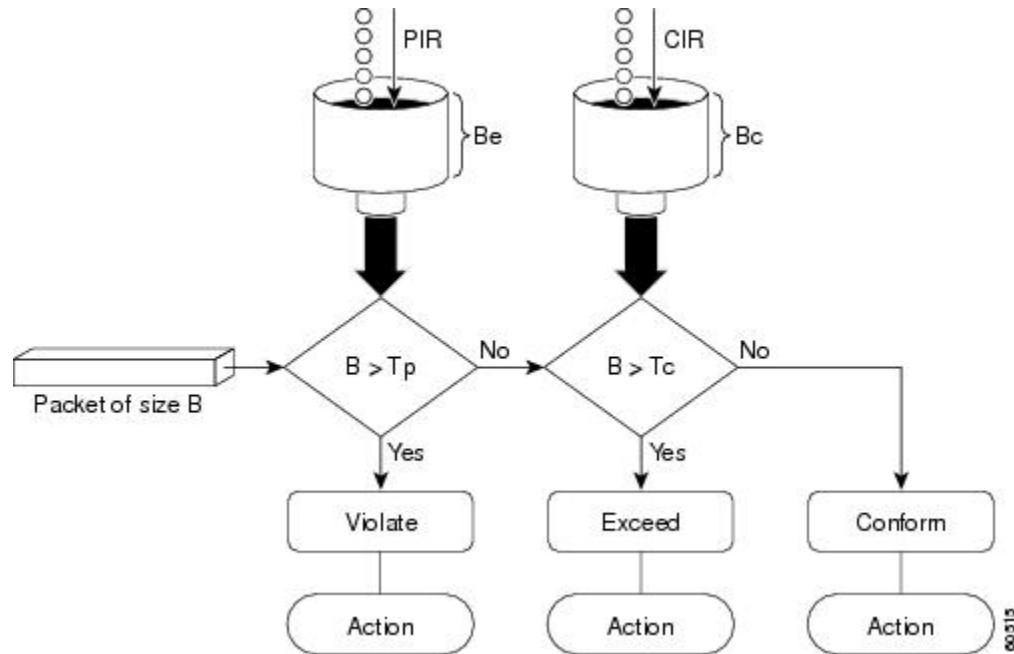 PIR
CIR
Be
Bc
B > Tp
No
B > Tc
No
Packet of size B
Yes
Yes
Violate
Exceed
Conform
Action
Action
Action
60515